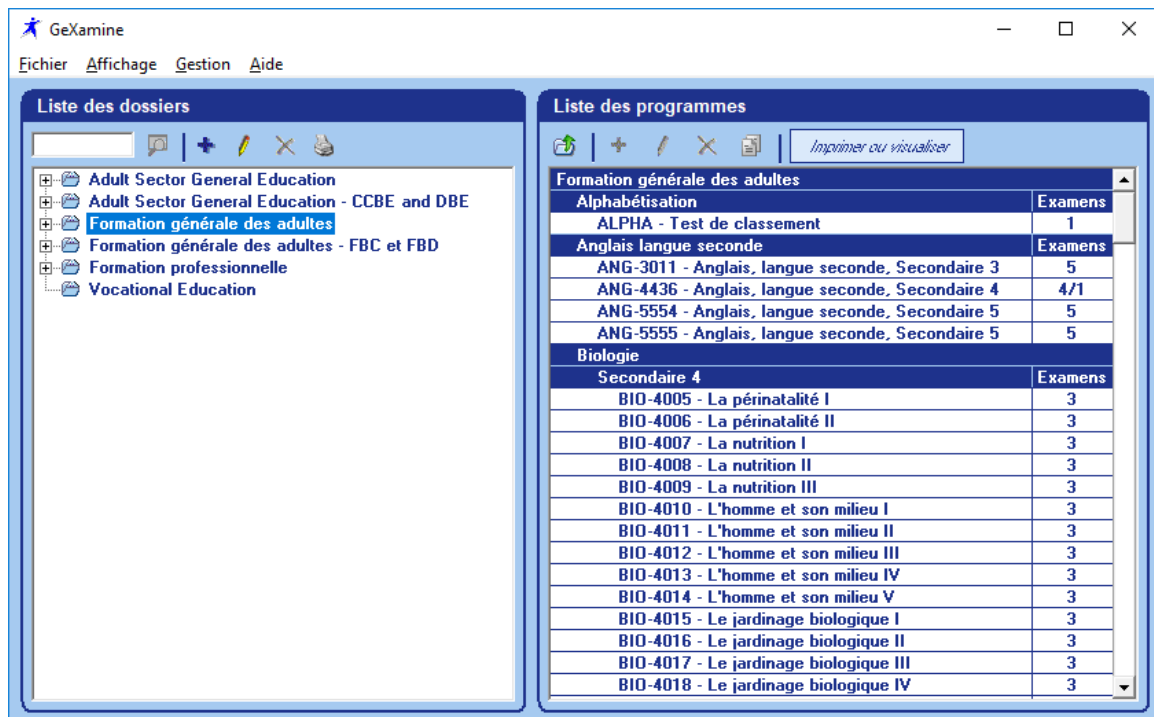 GeXamine
Fichier Affichage Gestion Aide
Liste des dossiers
Adult Sector General Education
Adult Sector General Education - CCBE and DBE
Formation générale des adultes
Formation générale des adultes - FBC et FBD
Formation professionnelle
Vocational Education
Liste des programmes
Imprimer ou visualiser
Formation générale des adultes
Alphabétisation Examens
ALPHA - Test de classement 1
Anglais langue seconde Examens
ANG-3011 - Anglais, langue seconde, Secondaire 3 5
ANG-4436 - Anglais, langue seconde, Secondaire 4 4/1
ANG-5554 - Anglais, langue seconde, Secondaire 5 5
ANG-5555 - Anglais, langue seconde, Secondaire 5 5
Biologie
Secondaire 4 Examens
BIO-4005 - La périnatalité I 3
BIO-4006 - La périnatalité II 3
BIO-4007 - La nutrition I 3
BIO-4008 - La nutrition II 3
BIO-4009 - La nutrition III 3
BIO-4010 - L'homme et son milieu I 3
BIO-4011 - L'homme et son milieu II 3
BIO-4012 - L'homme et son milieu III 3
BIO-4013 - L'homme et son milieu IV 3
BIO-4014 - L'homme et son milieu V 3
BIO-4015 - Le jardinage biologique I 3
BIO-4016 - Le jardinage biologique II 3
BIO-4017 - Le jardinage biologique III 3
BIO-4018 - Le jardinage biologique IV 3